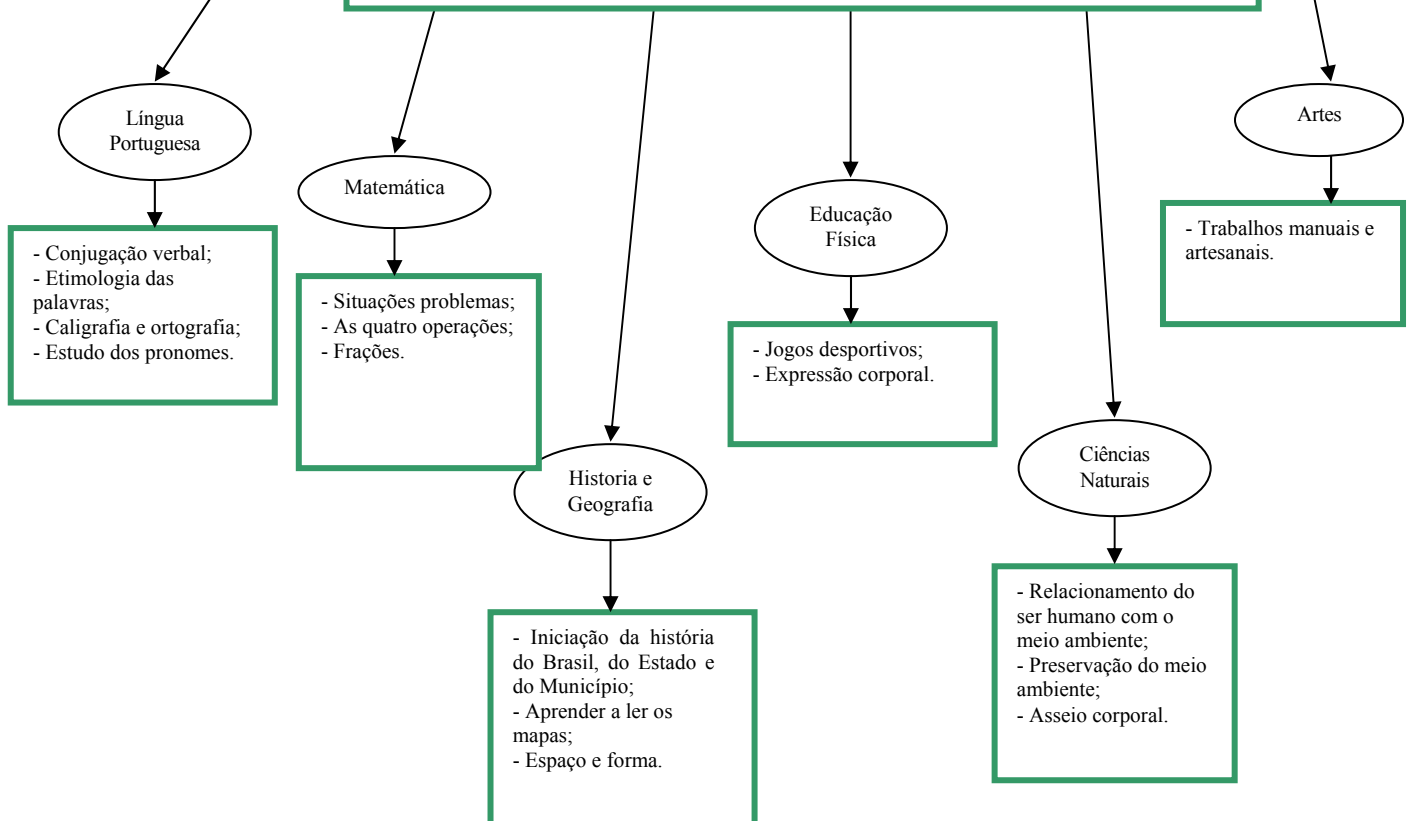 Língua
Portuguesa
- Conjugação verbal;
- Etimologia das
palavras;
- Caligrafia e ortografia;
- Estudo dos pronomes.
Matemática
- Situações problemas;
- As quatro operações;
- Frações.
Historia e
Geografia
- Iniciação da história
do Brasil, do Estado e
do Município;
- Aprender a ler os
mapas;
- Espaço e forma.
Educação
Física
- Jogos desportivos;
- Expressão corporal.
Ciências
Naturais
- Relacionamento do
ser humano com o
meio ambiente;
- Preservação do meio
ambiente;
- Asseio corporal.
Artes
- Trabalhos manuais e
artesanais.